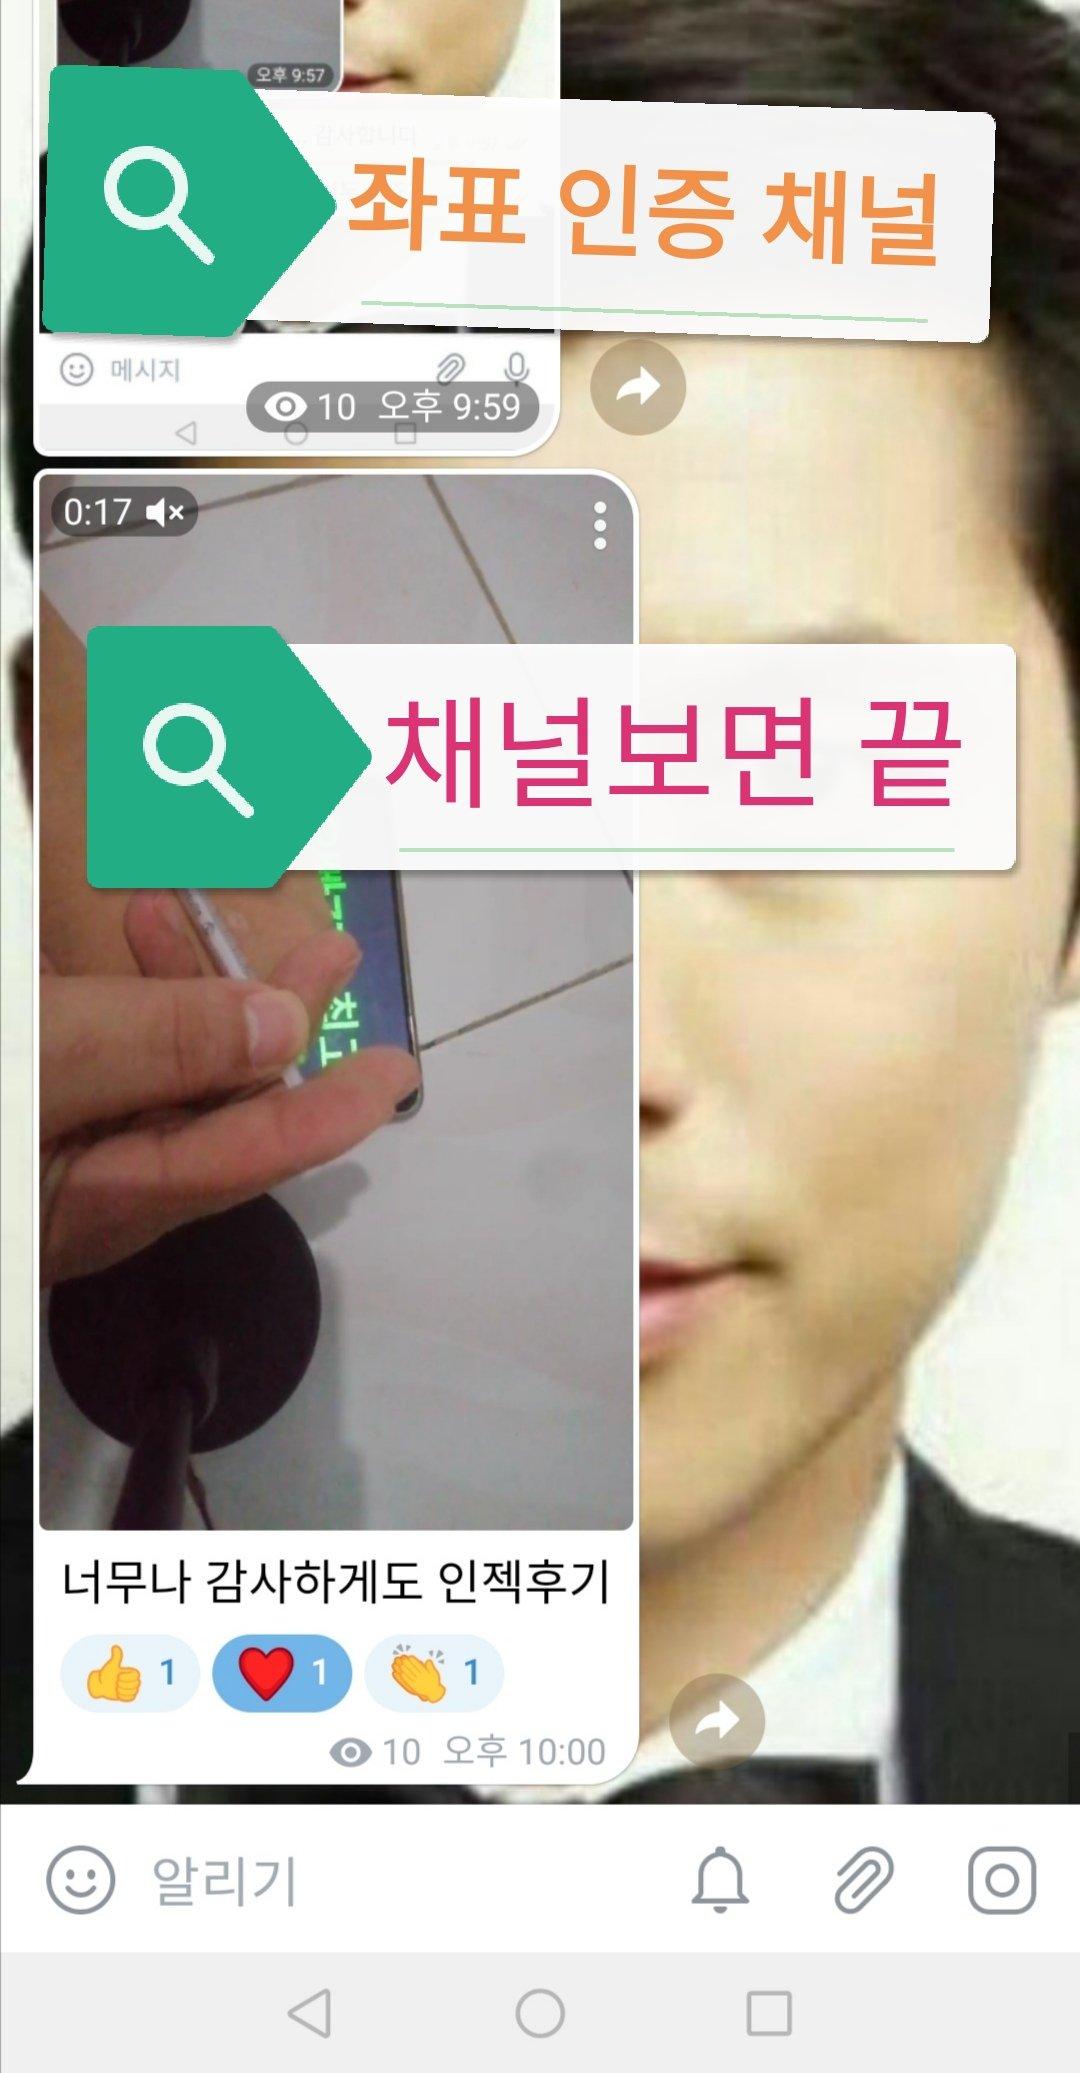 오후 9:57
감사합니다
좌표 인증 채널
메시지
10 오후 9:59
0:17
채널보면 끝
최고
너무나 감사하게도 인젝후기
1 1 1
10 오후 10:00
알리기